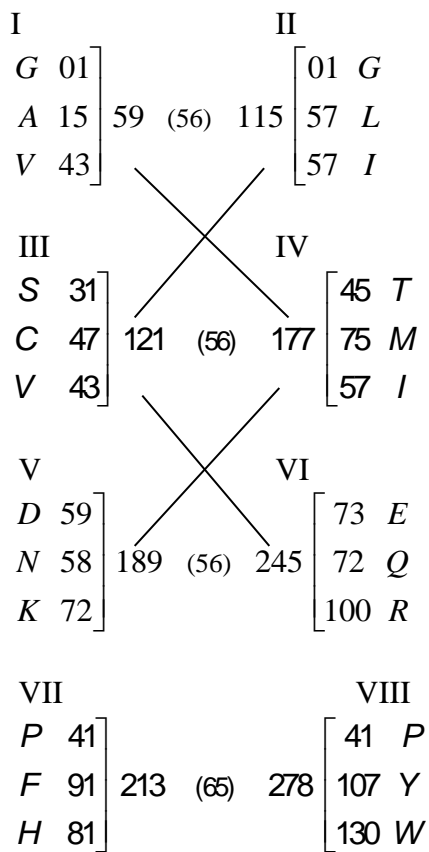 I II
G 01 01 G
A 15 59 (56) 115 57 L
V 43 57 I
III IV
S 31 45 T
C 47 121 (56) 177 75 M
V 43 57 I
V VI
D 59 73 E
N 58 189 (56) 245 72 Q
K 72 100 R
VII VIII
P 41 41 P
F 91 213 (65) 278 107 Y
H 81 130 W